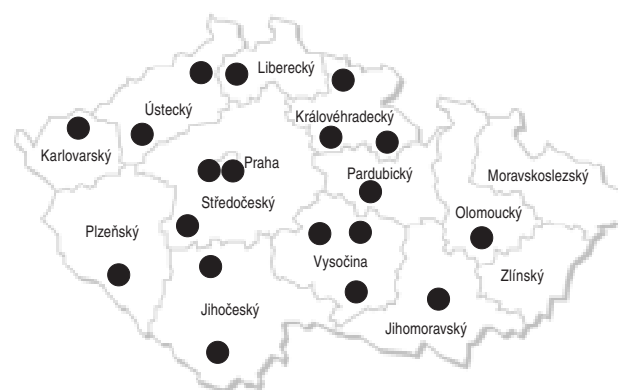 Liberecký
Ústecký
Královéhradecký
Karlovarský
Praha
Pardubický
Moravskoslezský
Středočeský
Olomoucký
Plzeňský
Vysočina
Zlínský
Jihočeský
Jihomoravský